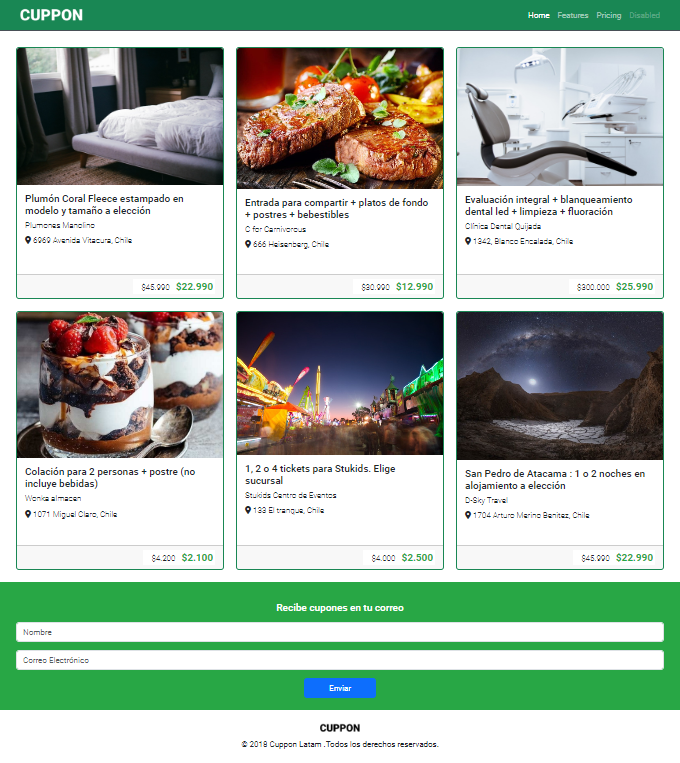 CUPPON
Home Features Pricing Disabled
Plumón Coral Fleece estampado en
modelo y tamaño a elección
Plumones Manolino
6969 Avenida Vitacura, Chile
$45.990 $22.990
Entrada para compartir + platos de fondo
+ postres + bebestibles
C for Carnivorous
666 Heisenberg, Chile
$30.990 $12.990
Evaluación integral + blanqueamiento
dental led + limpieza + fluoración
Clínica Dental Quijada
1342, Blanco Encalada, Chile
$300.000 $25.990
Colación para 2 personas + postre (no
incluye bebidas)
Wonka almacen
1071 Miguel Claro, Chile
$4.200 $2.100
1, 2 o 4 tickets para Stukids. Elige
sucursal
Stukids Centro de Eventos
133 El tranque, Chile
$4.000 $2.500
San Pedro de Atacama : 1 o 2 noches en
alojamiento a elección
D-Sky Travel
1704 Arturo Merino Benítez, Chile
$45.990 $22.990
Recibe cupones en tu correo
Nombre
Correo Electrónico
Enviar
CUPPON
© 2018 Cuppon Latam .Todos los derechos reservados.